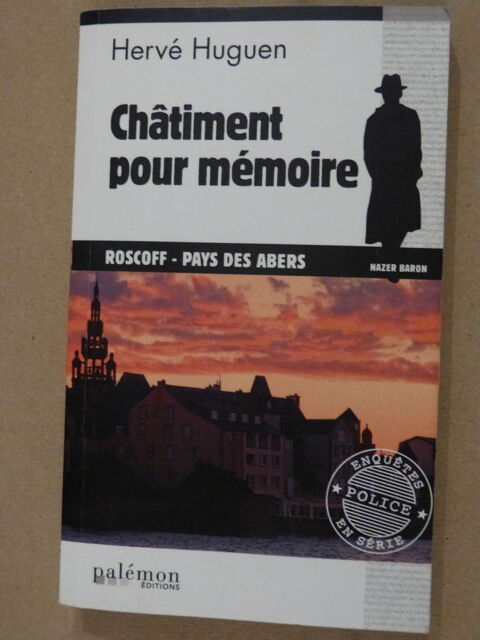 Hervé Huguen
Châtiment
pour mémoire
ROSCOFF - PAYS DES ABERS
NAZER BARON
ENQUÊTES
POLICE
EN SÉRIE
palémon
ÉDITIONS